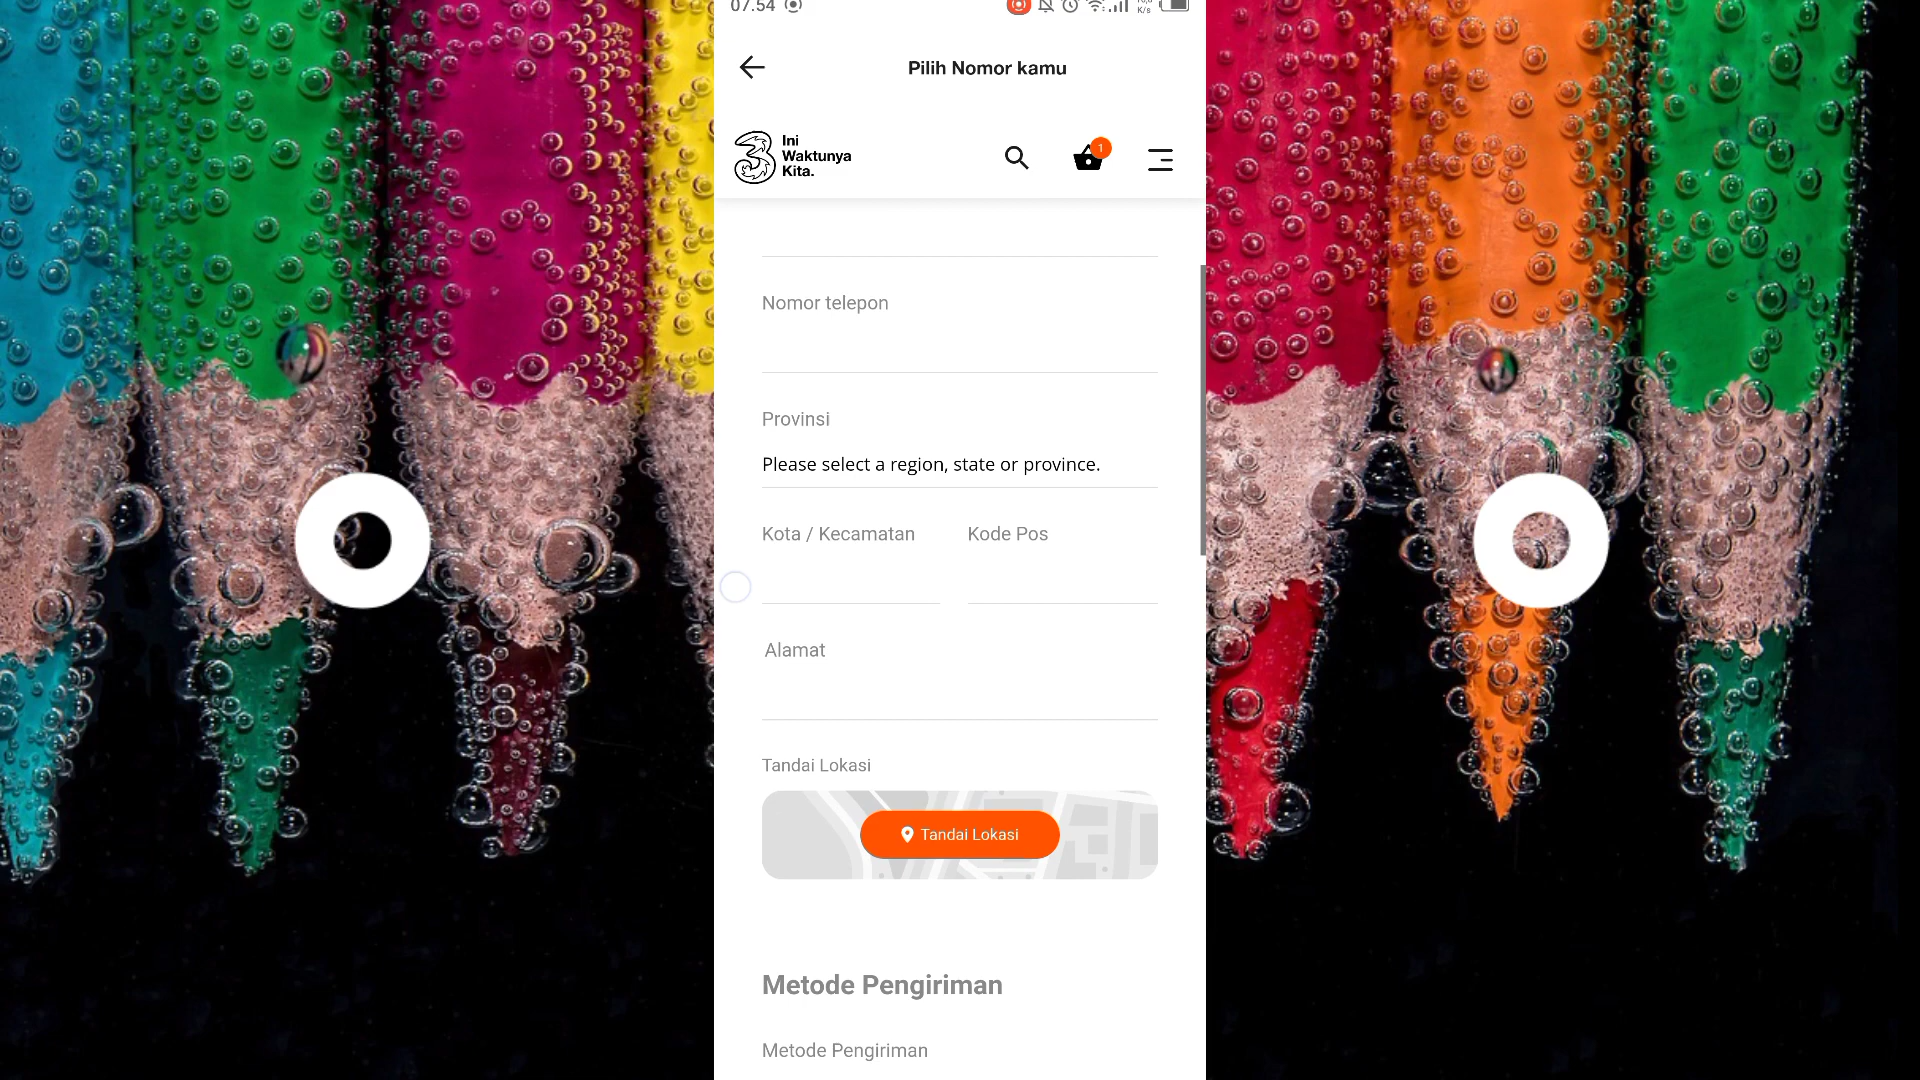 07.54
K/s
Pilih Nomor kamu
Ini
Waktunya
Kita.
1
Nomor telepon
Provinsi
Please select a region, state or province.
Kota / Kecamatan
Kode Pos
Alamat
Tandai Lokasi
Tandai Lokasi
Metode Pengiriman
Metode Pengiriman